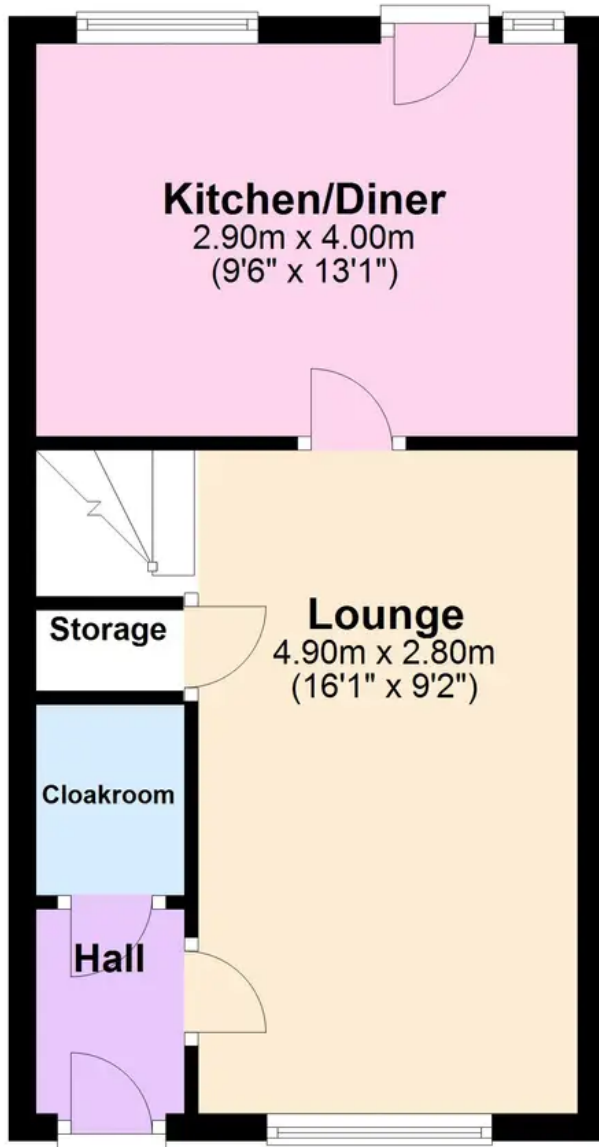 Kitchen/Diner
2.90m x 4.00m
(9'6" x 13'1")
Lounge
4.90m x 2.80m
(16'1" x 9'2")
Storage
Cloakroom
Hall